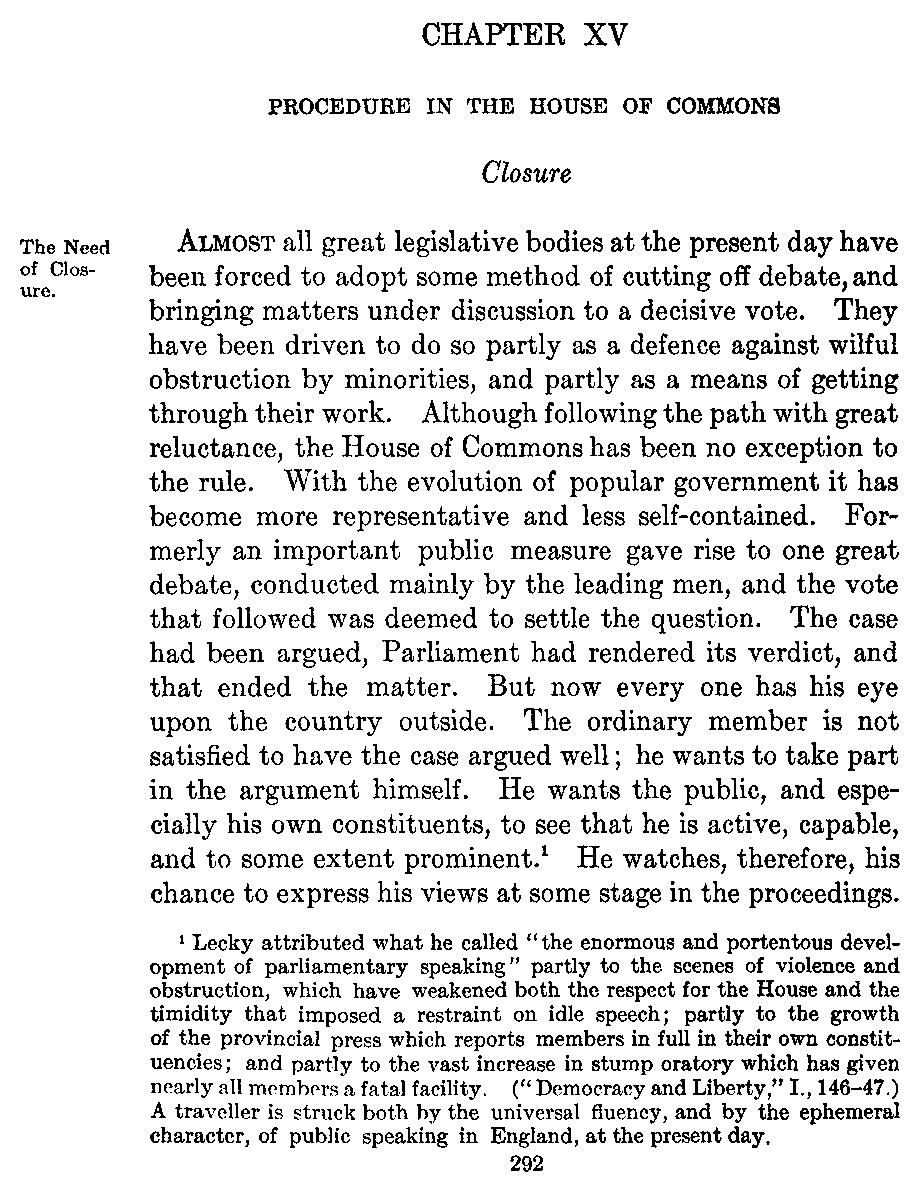 CHAPTER XV
PROCEDURE IN THE HOUSE OF COMMONS
Closure
The Need
of Clos-
ure.
ALMOST all great legislative bodies at the present day have
been forced to adopt some method of cutting off debate, and
bringing matters under discussion to a decisive vote. They
have been driven to do so partly as a defence against wilful
obstruction by minorities, and partly as a means of getting
through their work. Although following the path with great
reluctance, the House of Commons has been no exception to
the rule. With the evolution of popular government it has
become more representative and less self-contained. For-
merly an important public measure gave rise to one great
debate, conducted mainly by the leading men, and the vote
that followed was deemed to settle the question. The case
had been argued, Parliament had rendered its verdict, and
that ended the matter. But now every one has his eye
upon the country outside. The ordinary member is not
satisfied to have the case argued well; he wants to take part
in the argument himself. He wants the public, and espe-
cially his own constituents, to see that he is active, capable,
and to some extent prominent.¹ He watches, therefore, his
chance to express his views at some stage in the proceedings.
¹ Lecky attributed what he called "the enormous and portentous devel-
opment of parliamentary speaking" partly to the scenes of violence and
obstruction, which have weakened both the respect for the House and the
timidity that imposed a restraint on idle speech; partly to the growth
of the provincial press which reports members in full in their own constit-
uencies; and partly to the vast increase in stump oratory which has given
nearly all members a fatal facility. ("Democracy and Liberty," I., 146–47.)
A traveller is struck both by the universal fluency, and by the ephemeral
character, of public speaking in England, at the present day.
292